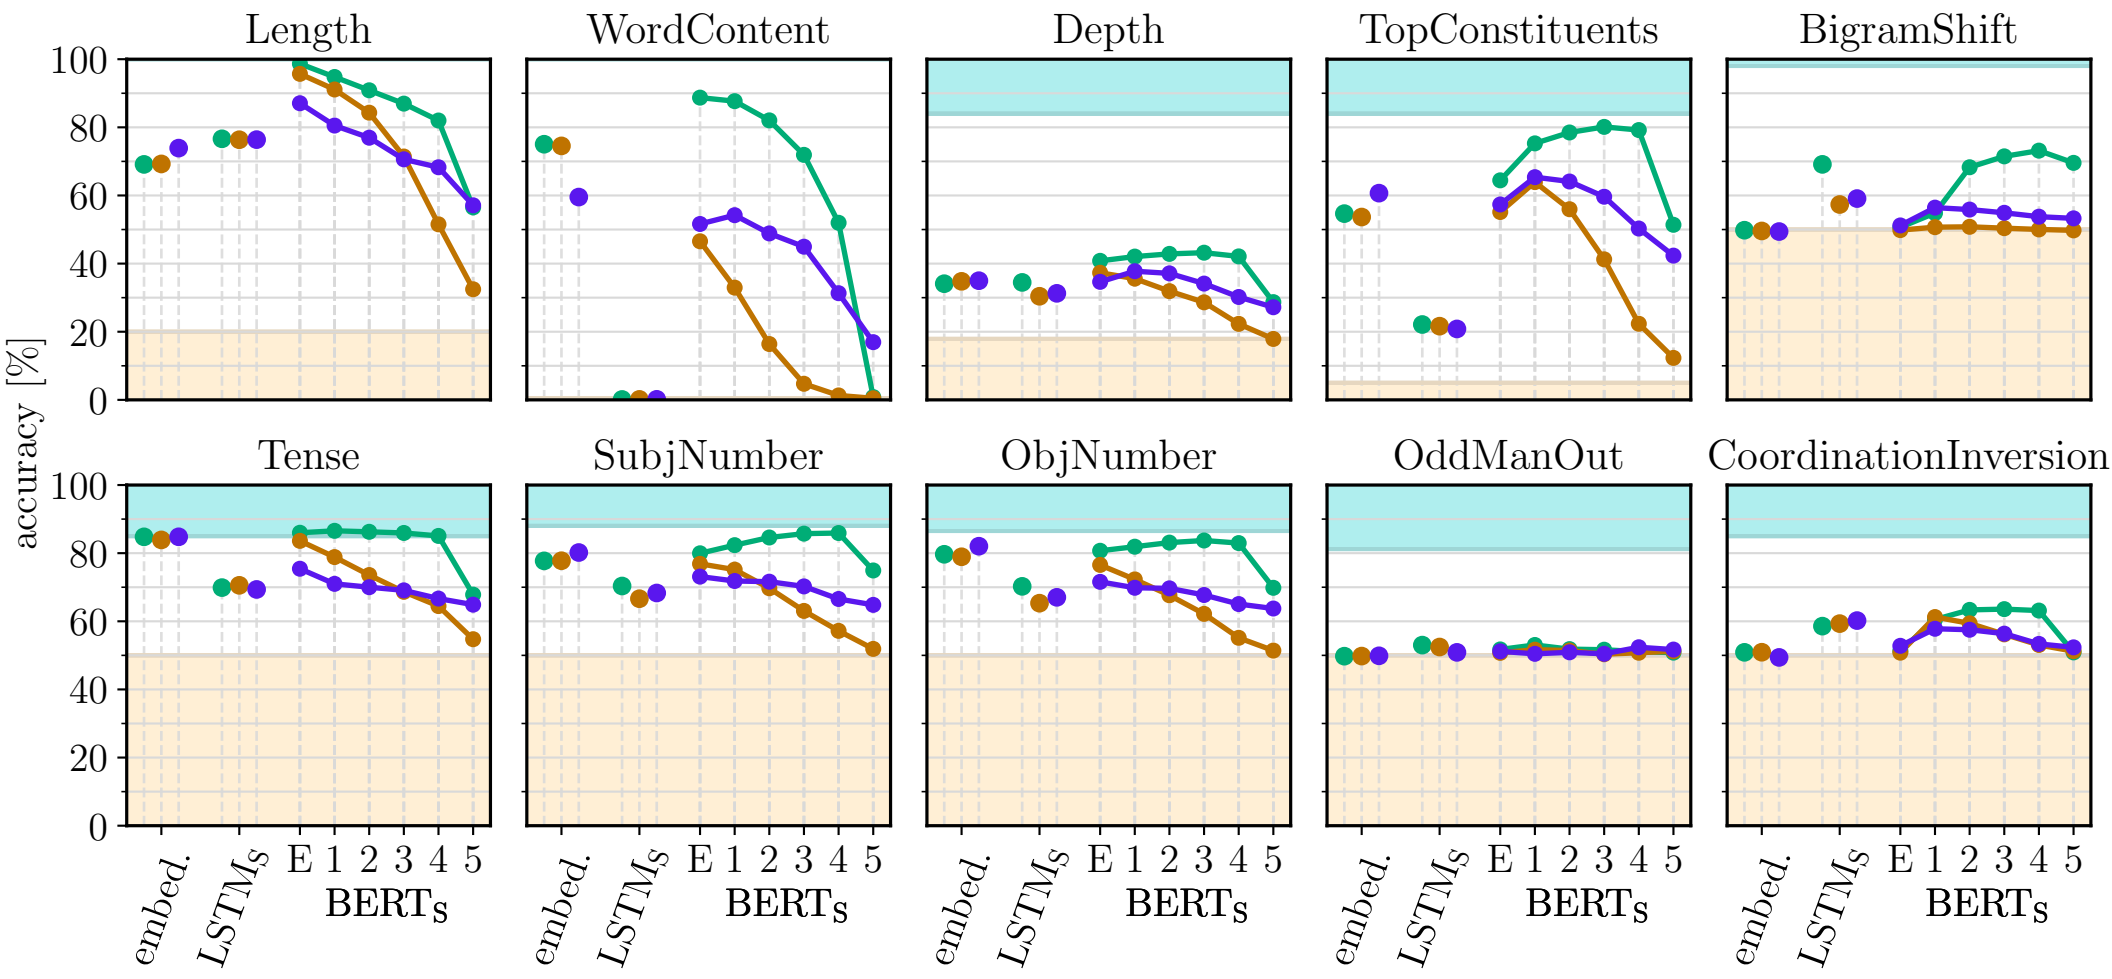 Length WordContent Depth TopConstituents BigramShift
accuracy [%]
100
80
60
40
20
0
Tense SubjNumber ObjNumber OddManOut CoordinationInversion
100
80
60
40
20
0
embed. LSTMS E 1 2 3 4 5 embed. LSTMS E 1 2 3 4 5 embed. LSTMS E 1 2 3 4 5 embed. LSTMS E 1 2 3 4 5 embed. LSTMS E 1 2 3 4 5
BERTS BERTS BERTS BERTS BERTS